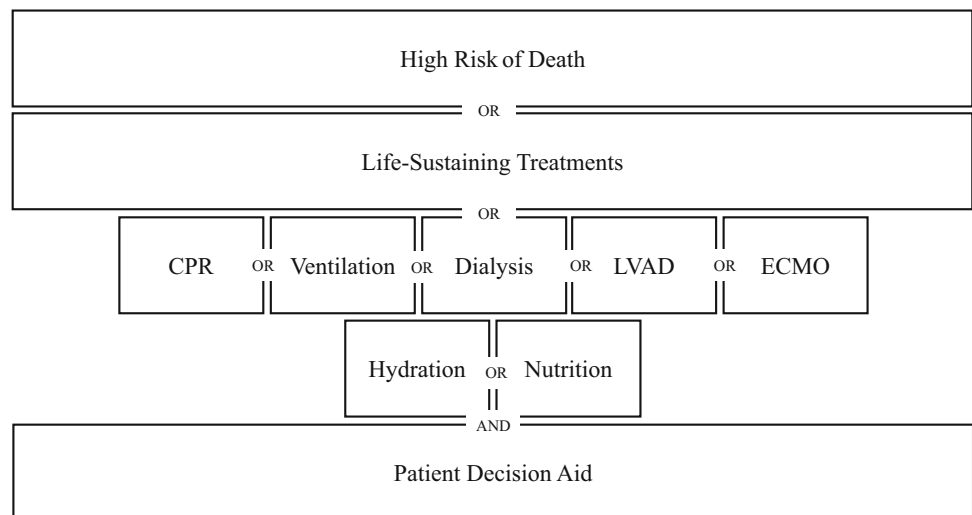 High Risk of Death
OR
Life-Sustaining Treatments
OR
CPR OR Ventilation OR Dialysis OR LVAD OR ECMO
Hydration OR Nutrition
AND
Patient Decision Aid